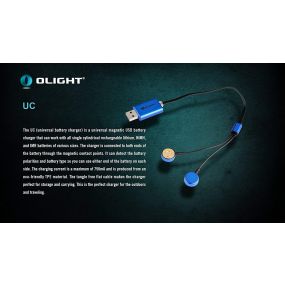 OLIGHT
UC
The UC (universal battery charger) is a universal magnetic USB battery
charger that can work with all single cylindrical rechargeable lithium, NiMH,
and IMR batteries of various sizes. The charger is connected to both ends of
the battery through the magnetic contact points. It can detect the battery
polarities and battery type so you can use either end of the battery on each
side. The charging current is a maximum of 750mA and is produced from an
eco-friendly TPE material. The tangle free flat cable makes the charger
perfect for storage and carrying. This is the perfect charger for the outdoors
and traveling.